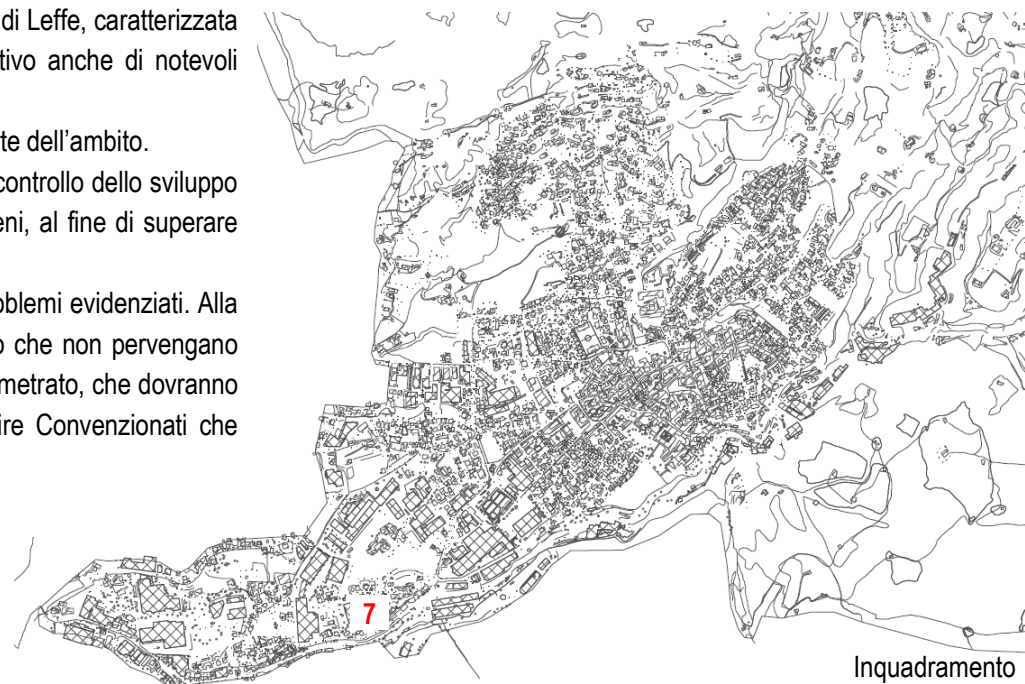 di Leffe, caratterizzata
tivo anche di notevoli
te dell'ambito.
controllo dello sviluppo
eni, al fine di superare
oblemi evidenziati. Alla
o che non pervengano
metrato, che dovranno
ire Convenzionati che
7
Inquadramento